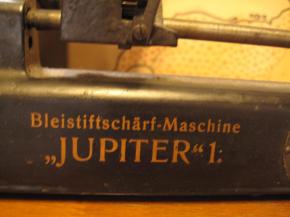 Bleistiftschärf-Maschine
„JUPITER“ 1.